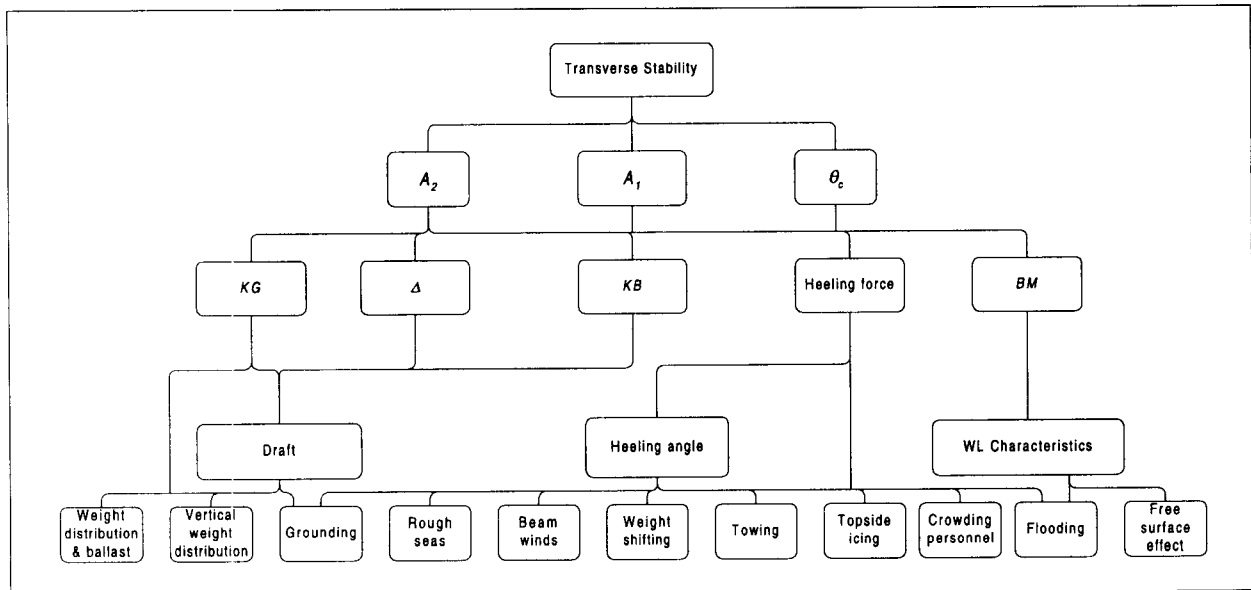 Transverse Stability
A2
A1
θc
KG
Δ
KB
Heeling force
BM
Draft
Heeling angle
WL Characteristics
Weight
distribution
& ballast
Vertical
weight
distribution
Grounding
Rough
seas
Beam
winds
Weight
shifting
Towing
Topside
icing
Crowding
personnel
Flooding
Free
surface
effect